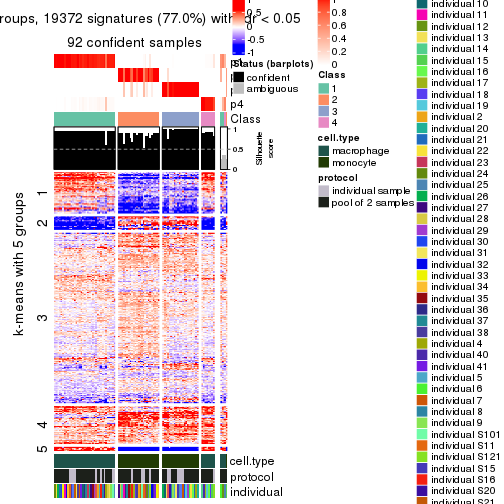 roups, 19372 signatures (77.0%) with fdr < 0.05
92 confident samples
p4
Class
1
0.5
0
Silhouette
score
k-means with 5 groups
1
2
3
4
5
cell.type
protocol
individual
0.5
0
-0.5
-1
Status (barplots)
confident
ambiguous
0.8
0.6
0.4
0.2
0
Class
1
2
3
4
cell.type
macrophage
monocyte
protocol
individual sample
pool of 2 samples
individual 10
individual 11
individual 12
individual 13
individual 14
individual 15
individual 16
individual 17
individual 18
individual 19
individual 2
individual 20
individual 21
individual 22
individual 23
individual 24
individual 25
individual 26
individual 27
individual 28
individual 29
individual 30
individual 31
individual 32
individual 33
individual 34
individual 35
individual 36
individual 37
individual 38
individual 4
individual 40
individual 41
individual 5
individual 6
individual 7
individual 8
individual 9
individual S101
individual S11
individual S121
individual S15
individual S16
individual S20
individual S21